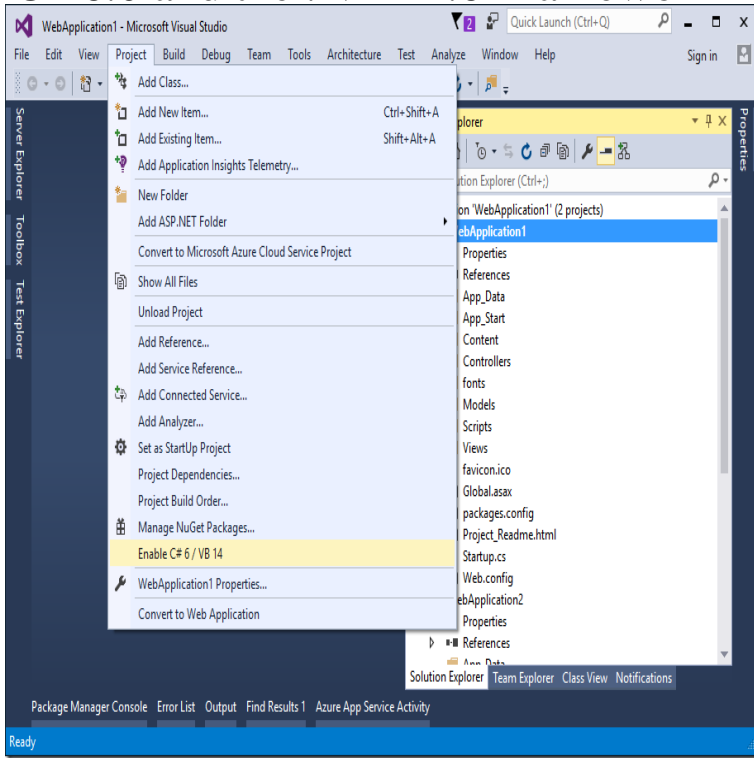 WebApplication1 - Microsoft Visual Studio
2
Quick Launch (Ctrl+Q)
File Edit View Project Build Debug Team Tools Architecture Test Analyze Window Help
Sign in
Server Explorer
Toolbox
Test Explorer
Add Class...
Add New Item... Ctrl+Shift+A
Add Existing Item... Shift+Alt+A
Add Application Insights Telemetry...
New Folder
Add ASP.NET Folder
Convert to Microsoft Azure Cloud Service Project
Show All Files
Unload Project
Add Reference...
Add Service Reference...
Add Connected Service...
Add Analyzer...
Set as StartUp Project
Project Dependencies...
Project Build Order...
Manage NuGet Packages...
Enable C# 6 / VB 14
WebApplication1 Properties...
Convert to Web Application
plorer
ution Explorer (Ctrl+;)
on 'WebApplication1' (2 projects)
ebApplication1
Properties
References
App_Data
App_Start
Content
Controllers
fonts
Models
Scripts
Views
favicon.ico
Global.asax
packages.config
Project_Readme.html
Startup.cs
Web.config
ebApplication2
Properties
References
App_Data
Solution Explorer Team Explorer Class View Notifications
Properties
Package Manager Console Error List Output Find Results 1 Azure App Service Activity
Ready